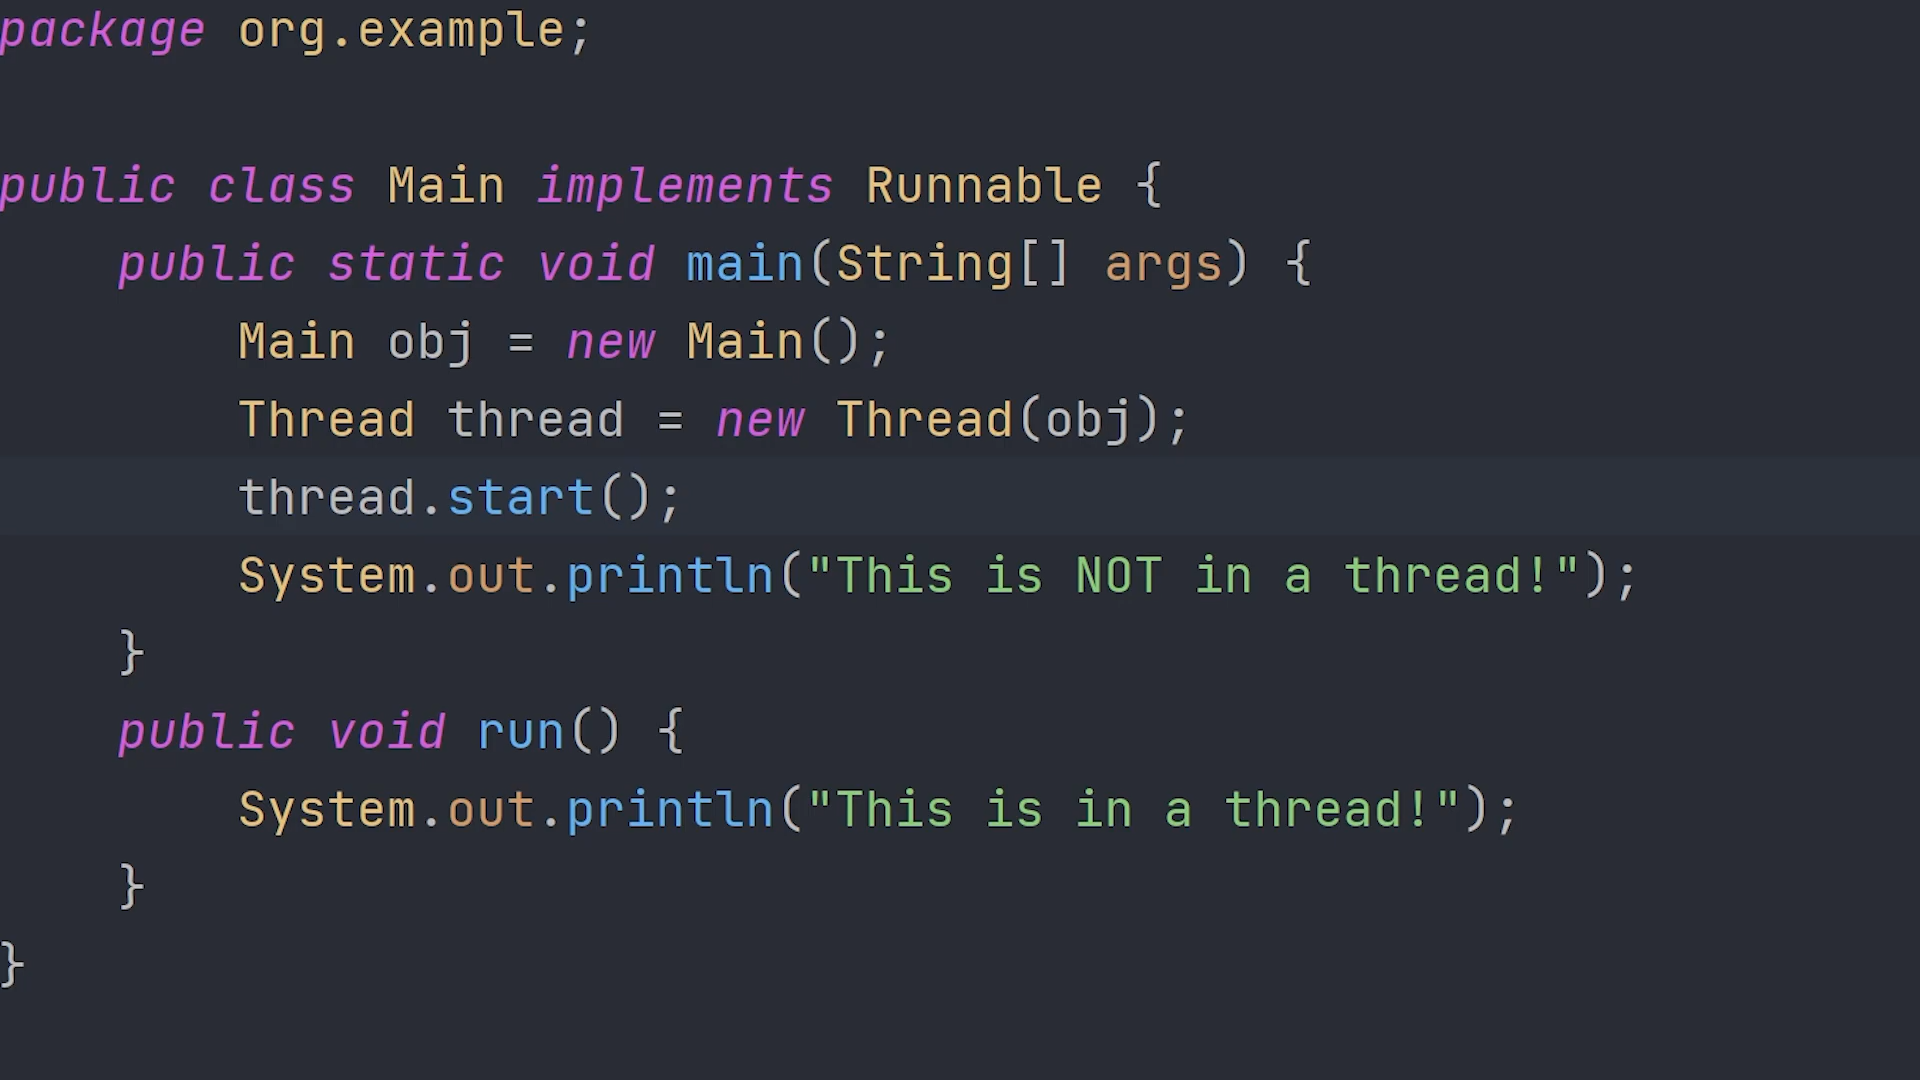 package org.example;
public class Main implements Runnable {
    public static void main(String[] args) {
        Main obj = new Main();
        Thread thread = new Thread(obj);
        thread.start();
        System.out.println("This is NOT in a thread!");
    }
    public void run() {
        System.out.println("This is in a thread!");
    }
}